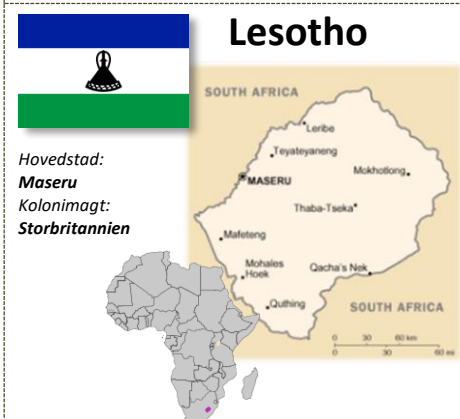 Lesotho
Hovedstad:
Maseru
Kolonimagt:
Storbritannien
SOUTH AFRICA
Leribe
Teyateyaneng
Mokhotlong
MASERU
Thaba-Tseka
Mafeteng
Mohales
Hoek
Qacha's Nek
Quthing
SOUTH AFRICA
0 30 60 km
0 30 60 mi